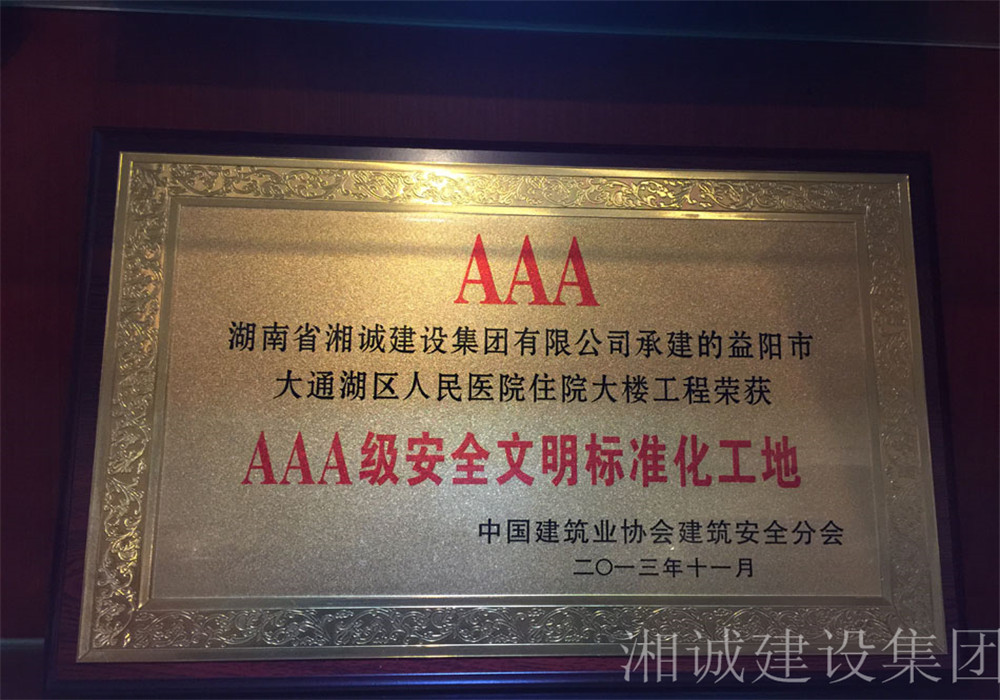 AAA
湖南省湘诚建设集团有限公司承建的益阳市
大通湖区人民医院住院大楼工程荣获
AAA级安全文明标准化工地
中国建筑业协会建筑安全分会
二〇一三年十一月
湘诚建设集团